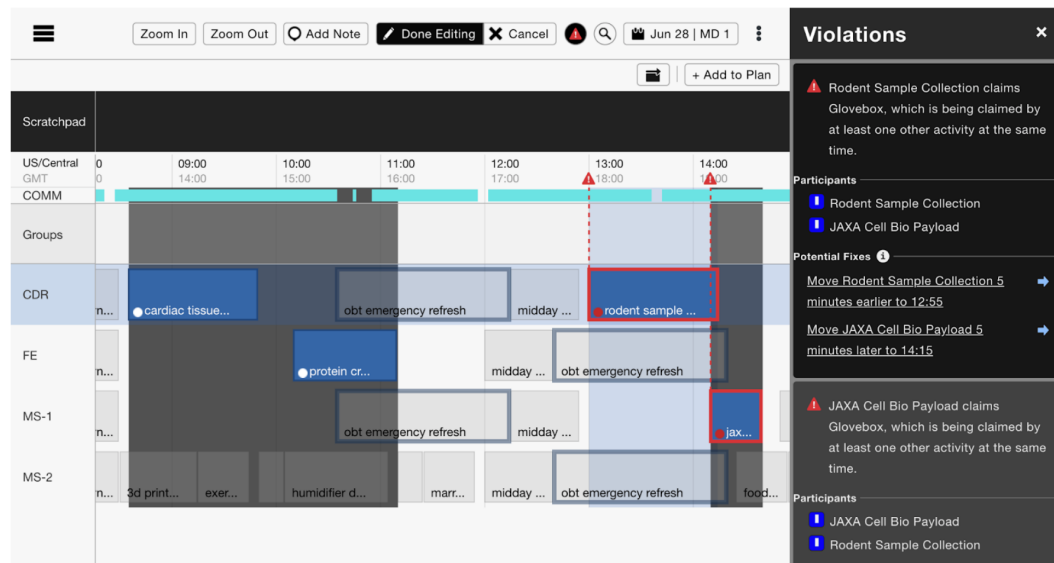 Zoom In Zoom Out Add Note Done Editing Cancel Jun 28 | MD 1
+ Add to Plan
Scratchpad
US/Central 0 09:00 10:00 11:00 12:00 13:00 14:00
GMT 0 14:00 15:00 16:00 17:00 18:00
COMM
Groups
CDR
n... cardiac tissue... obt emergency refresh midday ... rodent sample ...
FE
n... protein cr... midday ... obt emergency refresh
MS-1
n... obt emergency refresh midday ... jax...
MS-2
n... 3d print... exer... humidifier d... marr... midday ... obt emergency refresh food...
Violations
Rodent Sample Collection claims
Glovebox, which is being claimed by
at least one other activity at the same
time.
Participants
Rodent Sample Collection
JAXA Cell Bio Payload
Potential Fixes
Move Rodent Sample Collection 5
minutes earlier to 12:55
Move JAXA Cell Bio Payload 5
minutes later to 14:15
JAXA Cell Bio Payload claims
Glovebox, which is being claimed by
at least one other activity at the same
time.
Participants
JAXA Cell Bio Payload
Rodent Sample Collection